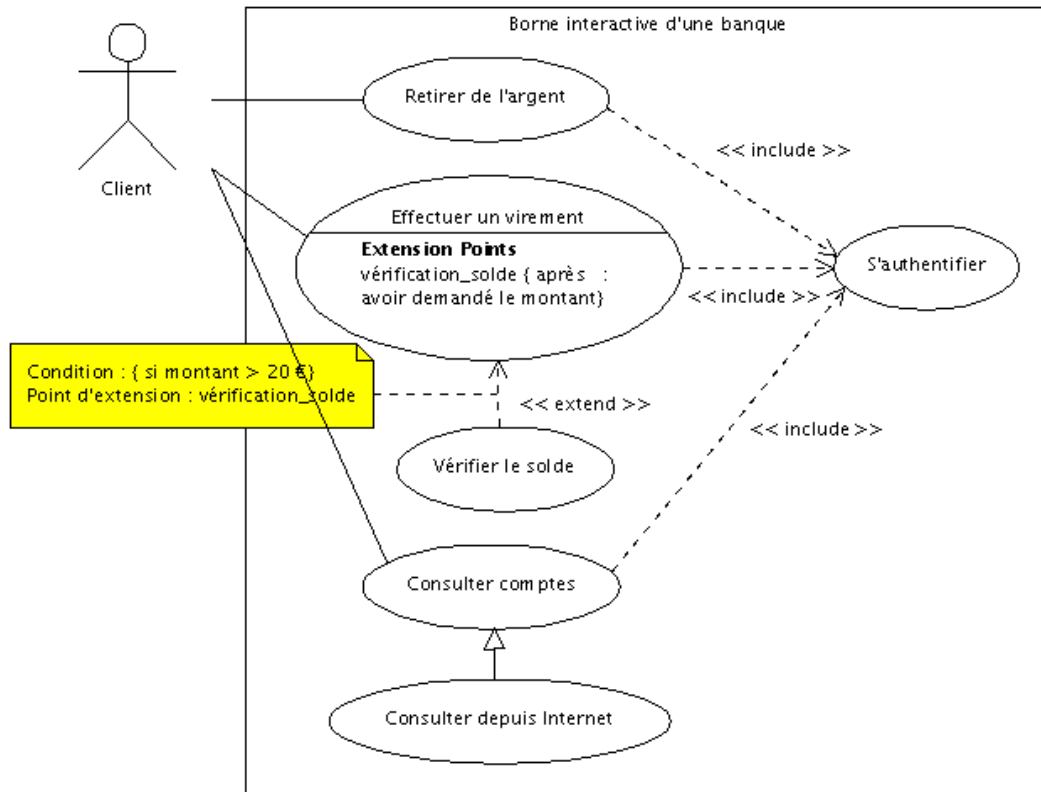 Borne interactive d'une banque
Retirer de l'argent
<< include >>
Client
Effectuer un virement
Extension Points
vérification_solde { après :
avoir demandé le montant}
S'authentifier
<< include >>
Condition : { si montant > 20 €}
Point d'extension : vérification_solde
<< extend >>
<< include >>
Vérifier le solde
Consulter comptes
Consulter depuis Internet